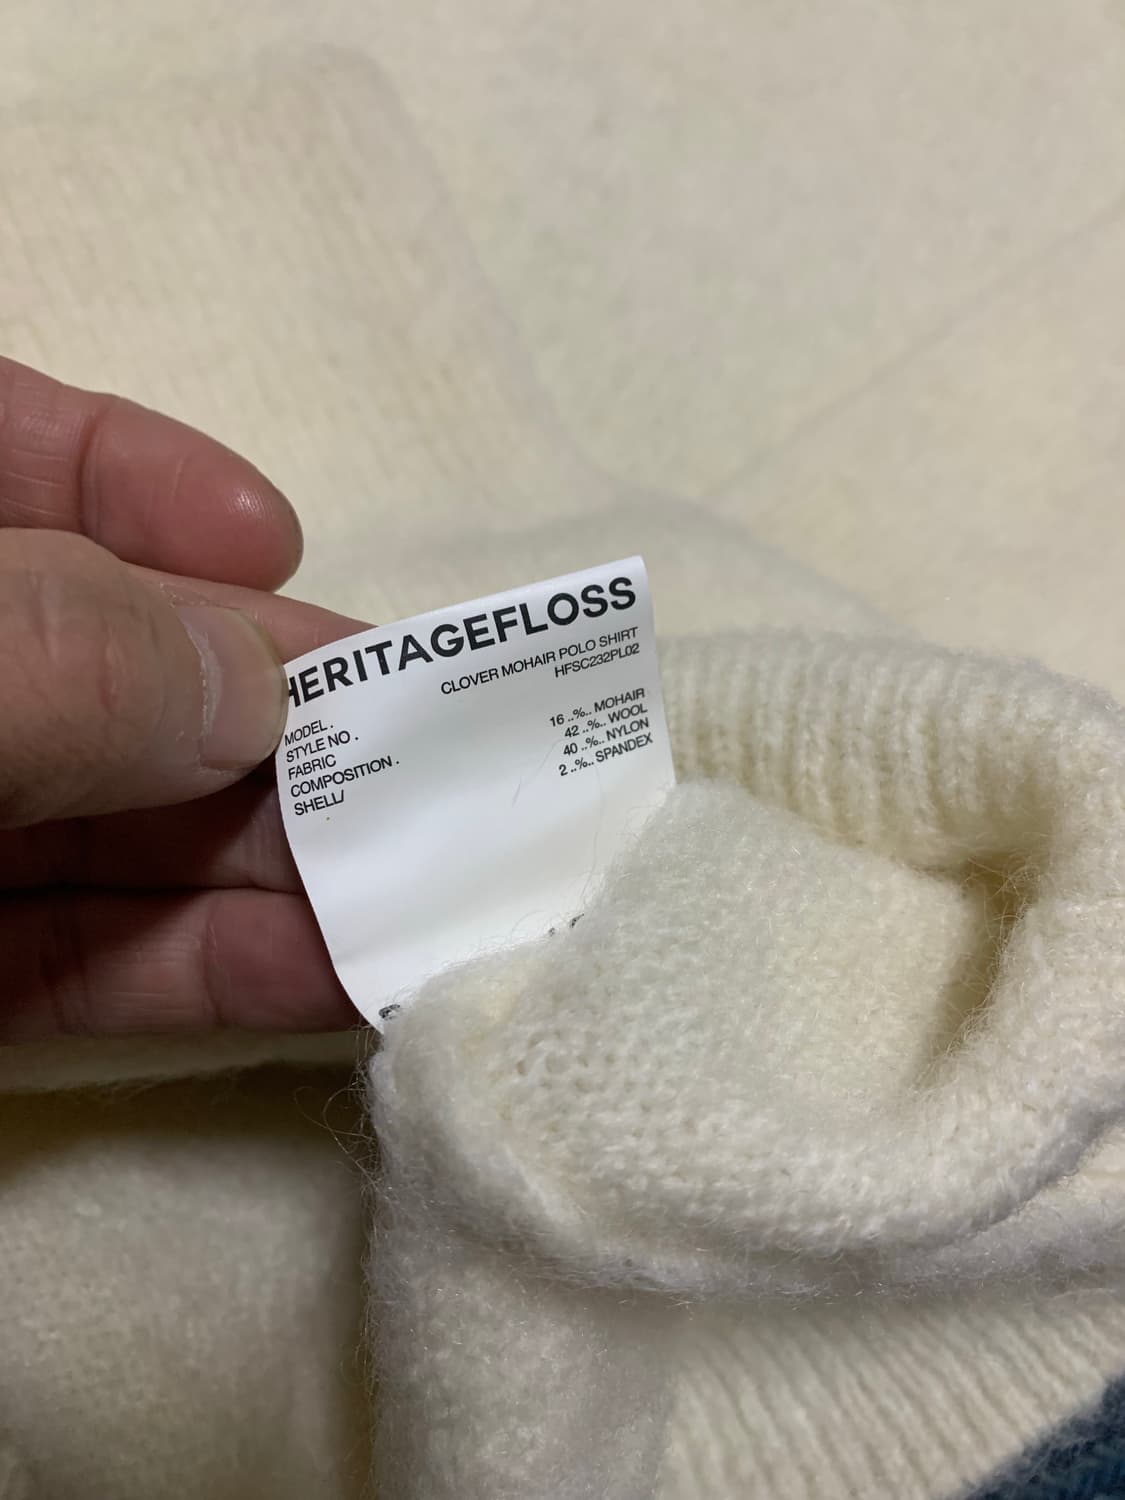 HERITAGEFLOSS
MODEL . CLOVER MOHAIR POLO SHIRT
STYLE NO . HFSC232PL02
FABRIC
COMPOSITION .
SHELL/ 16 ..%.. MOHAIR
42 ..%.. WOOL
40 ..%.. NYLON
2 ..%.. SPANDEX